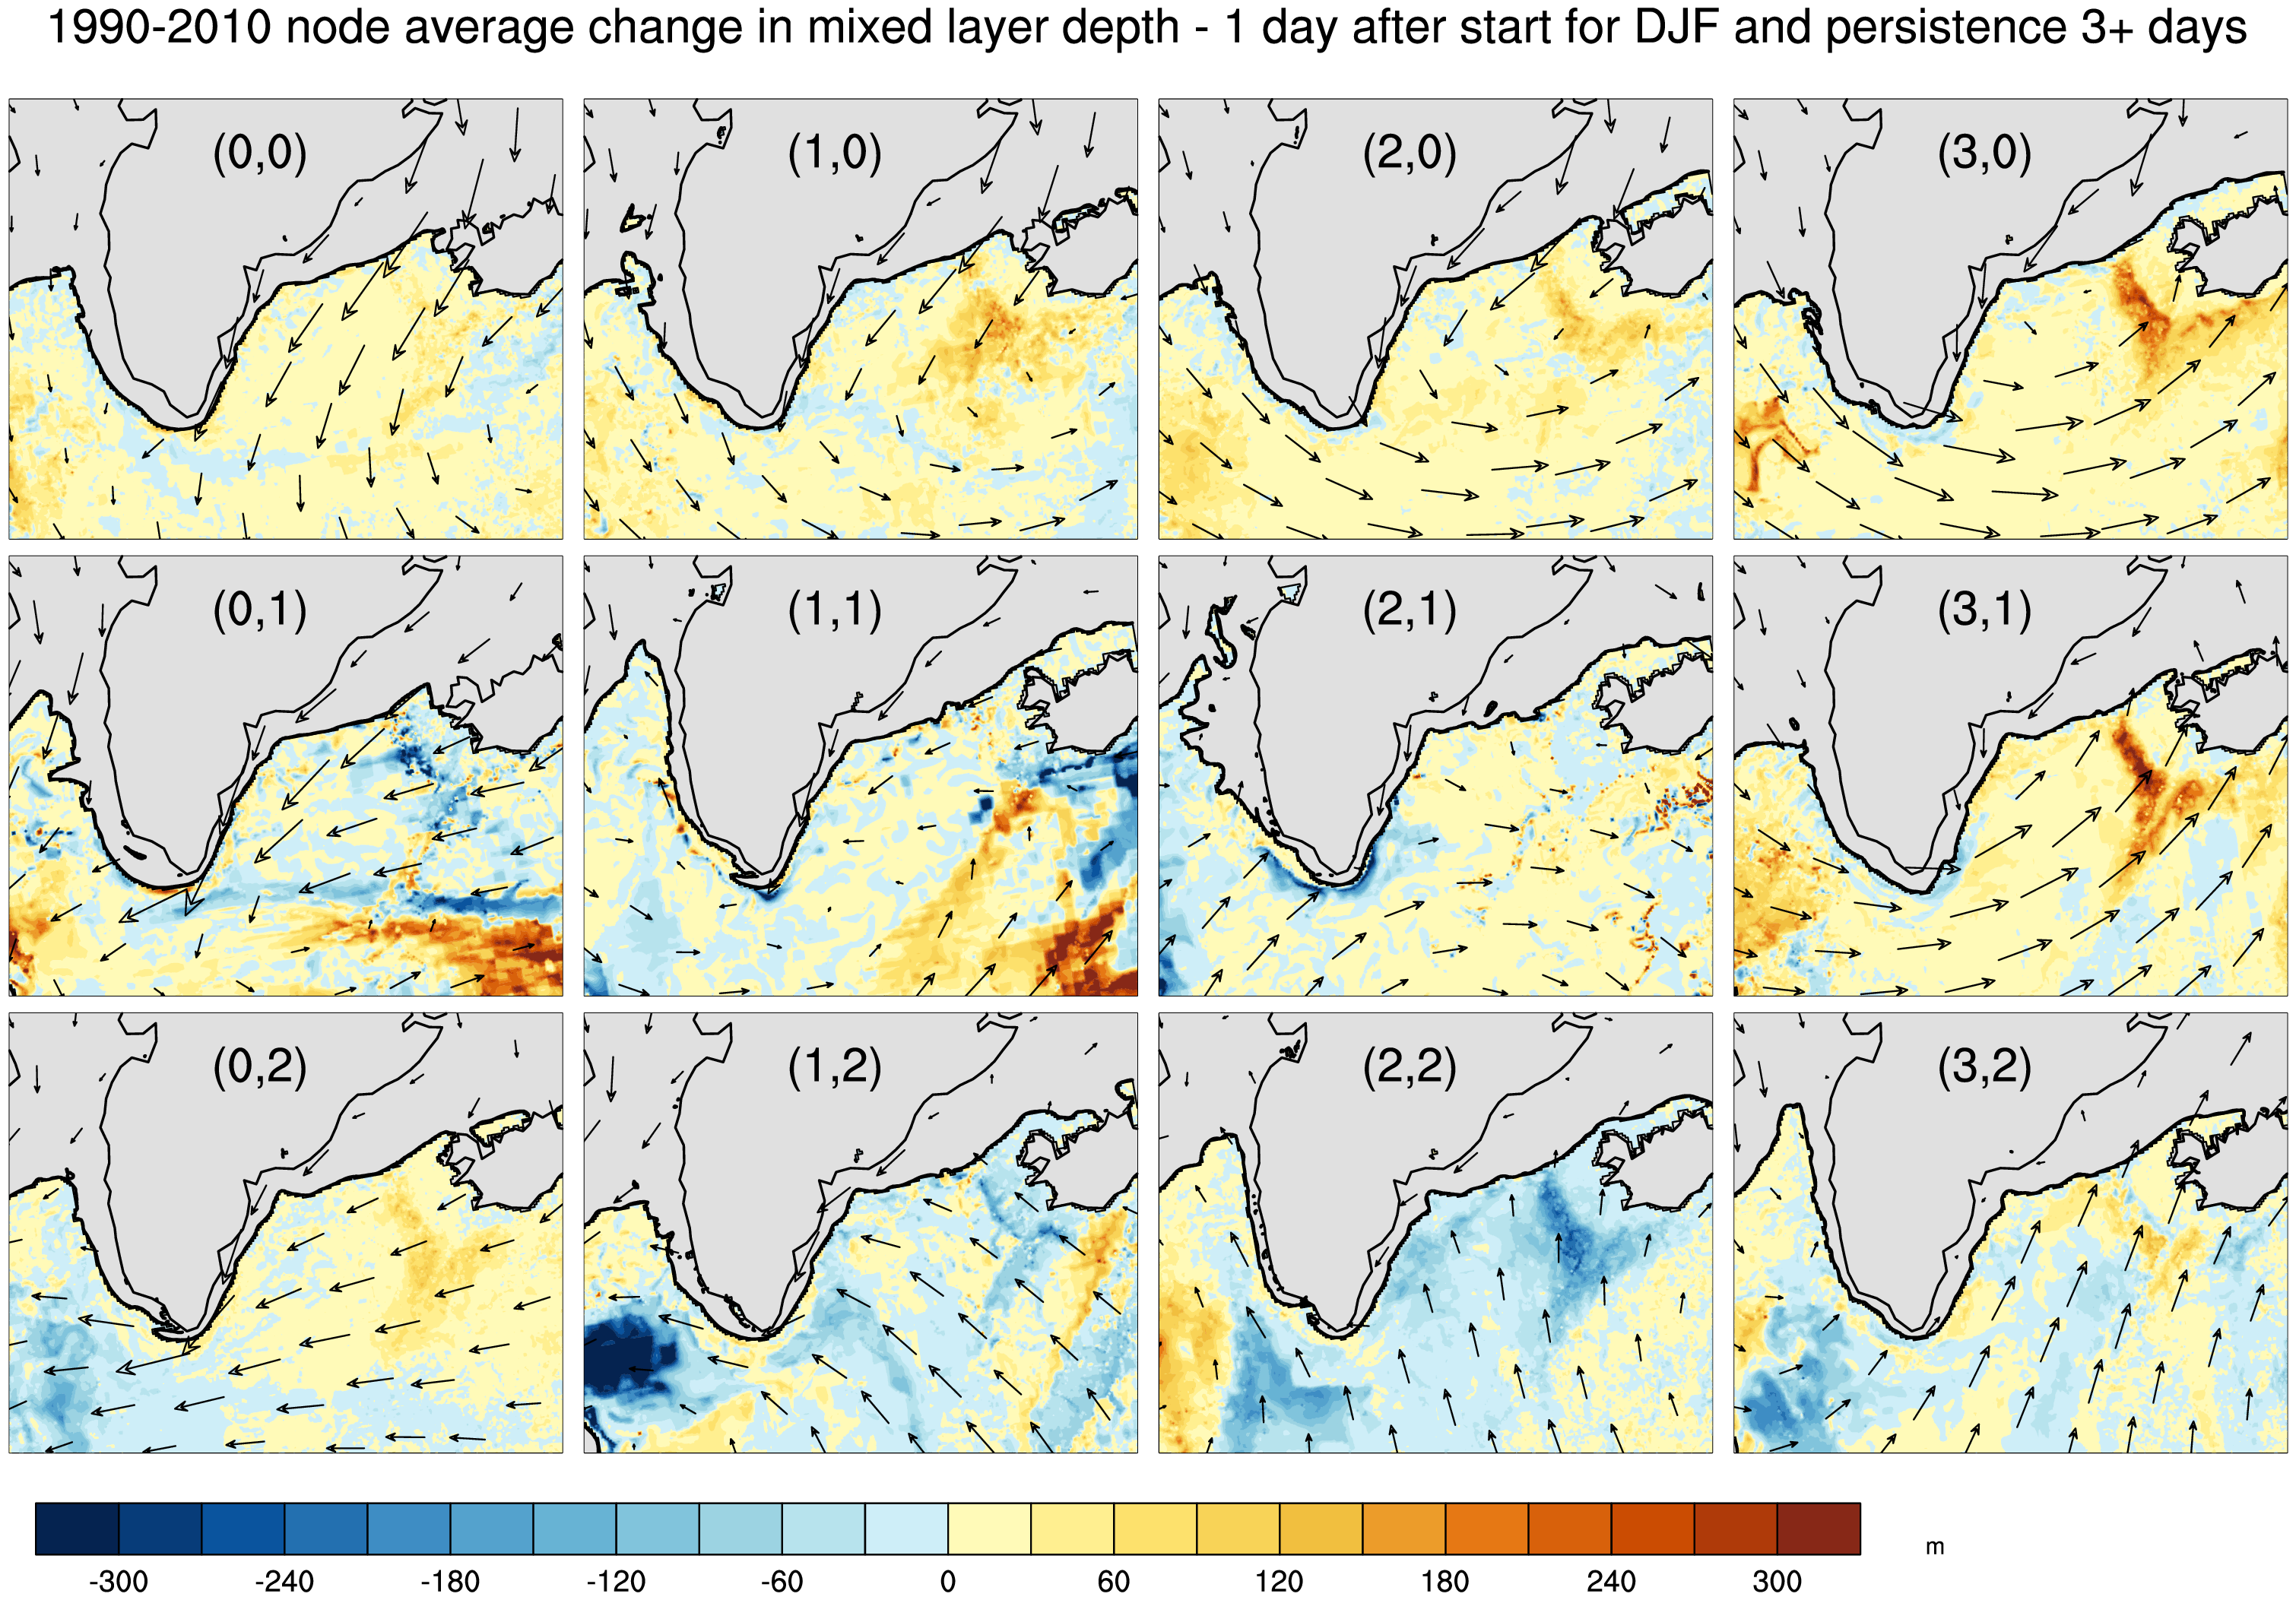 1990-2010 node average change in mixed layer depth - 1 day after start for DJF and persistence 3+ days
(0,0) (1,0) (2,0) (3,0)
(0,1) (1,1) (2,1) (3,1)
(0,2) (1,2) (2,2) (3,2)
m
-300 -240 -180 -120 -60 0 60 120 180 240 300